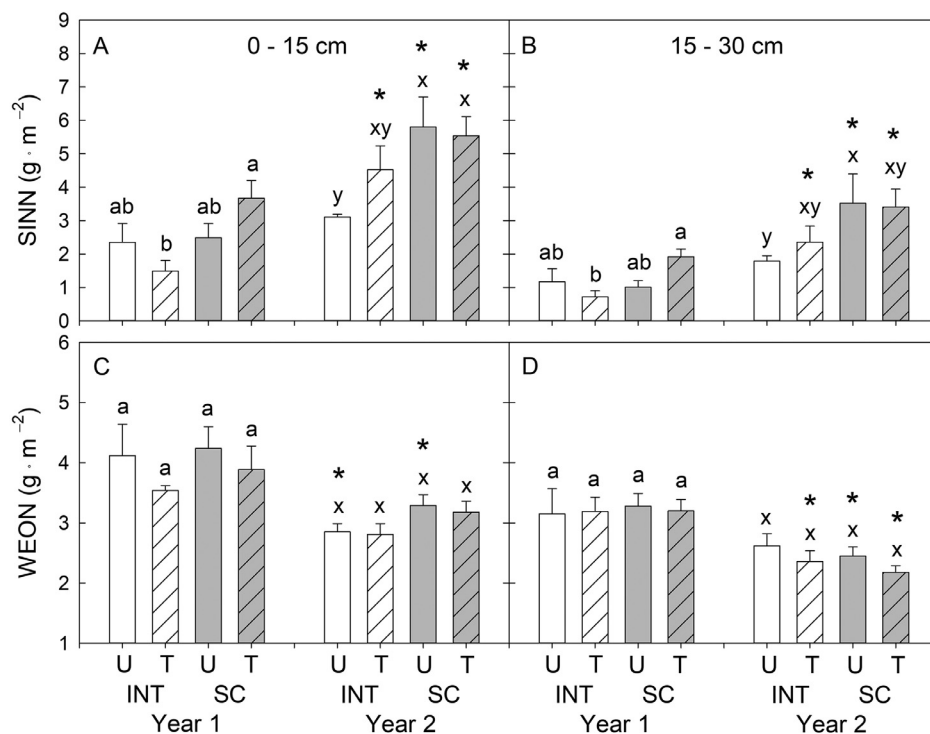 A 0 - 15 cm
B 15 - 30 cm
SINN (g · m⁻²)
9
8
7
6
5
4
3
2
1
0
ab b ab a
y xy * x * x *
ab b ab a
y xy * x * xy *
C
D
WEON (g · m⁻²)
6
5
4
3
2
1
a a a a
* x x * x x
a a a a
x * x * x * x
U T U T U T U T U T U T U T U T
INT SC INT SC INT SC INT SC
Year 1 Year 2 Year 1 Year 2